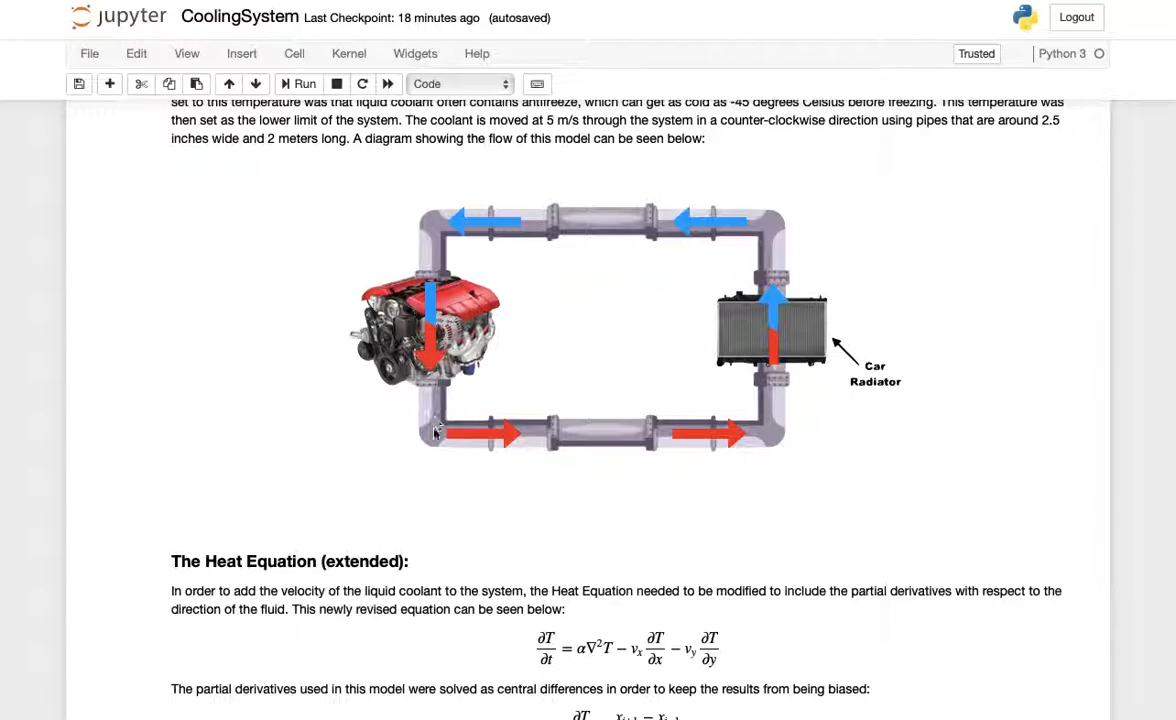 jupyter CoolingSystem Last Checkpoint: 18 minutes ago (autosaved) Logout
File Edit View Insert Cell Kernel Widgets Help Trusted Python 3
Run Code
set to this temperature was that liquid coolant often contains antifreeze, which can get as cold as -45 degrees Celsius before freezing. This temperature was
then set as the lower limit of the system. The coolant is moved at 5 m/s through the system in a counter-clockwise direction using pipes that are around 2.5
inches wide and 2 meters long. A diagram showing the flow of this model can be seen below:
Car
Radiator
The Heat Equation (extended):
In order to add the velocity of the liquid coolant to the system, the Heat Equation needed to be modified to include the partial derivatives with respect to the
direction of the fluid. This newly revised equation can be seen below:
∂T/∂t = α∇²T − vₓ ∂T/∂x − v_y ∂T/∂y
The partial derivatives used in this model were solved as central differences in order to keep the results from being biased: